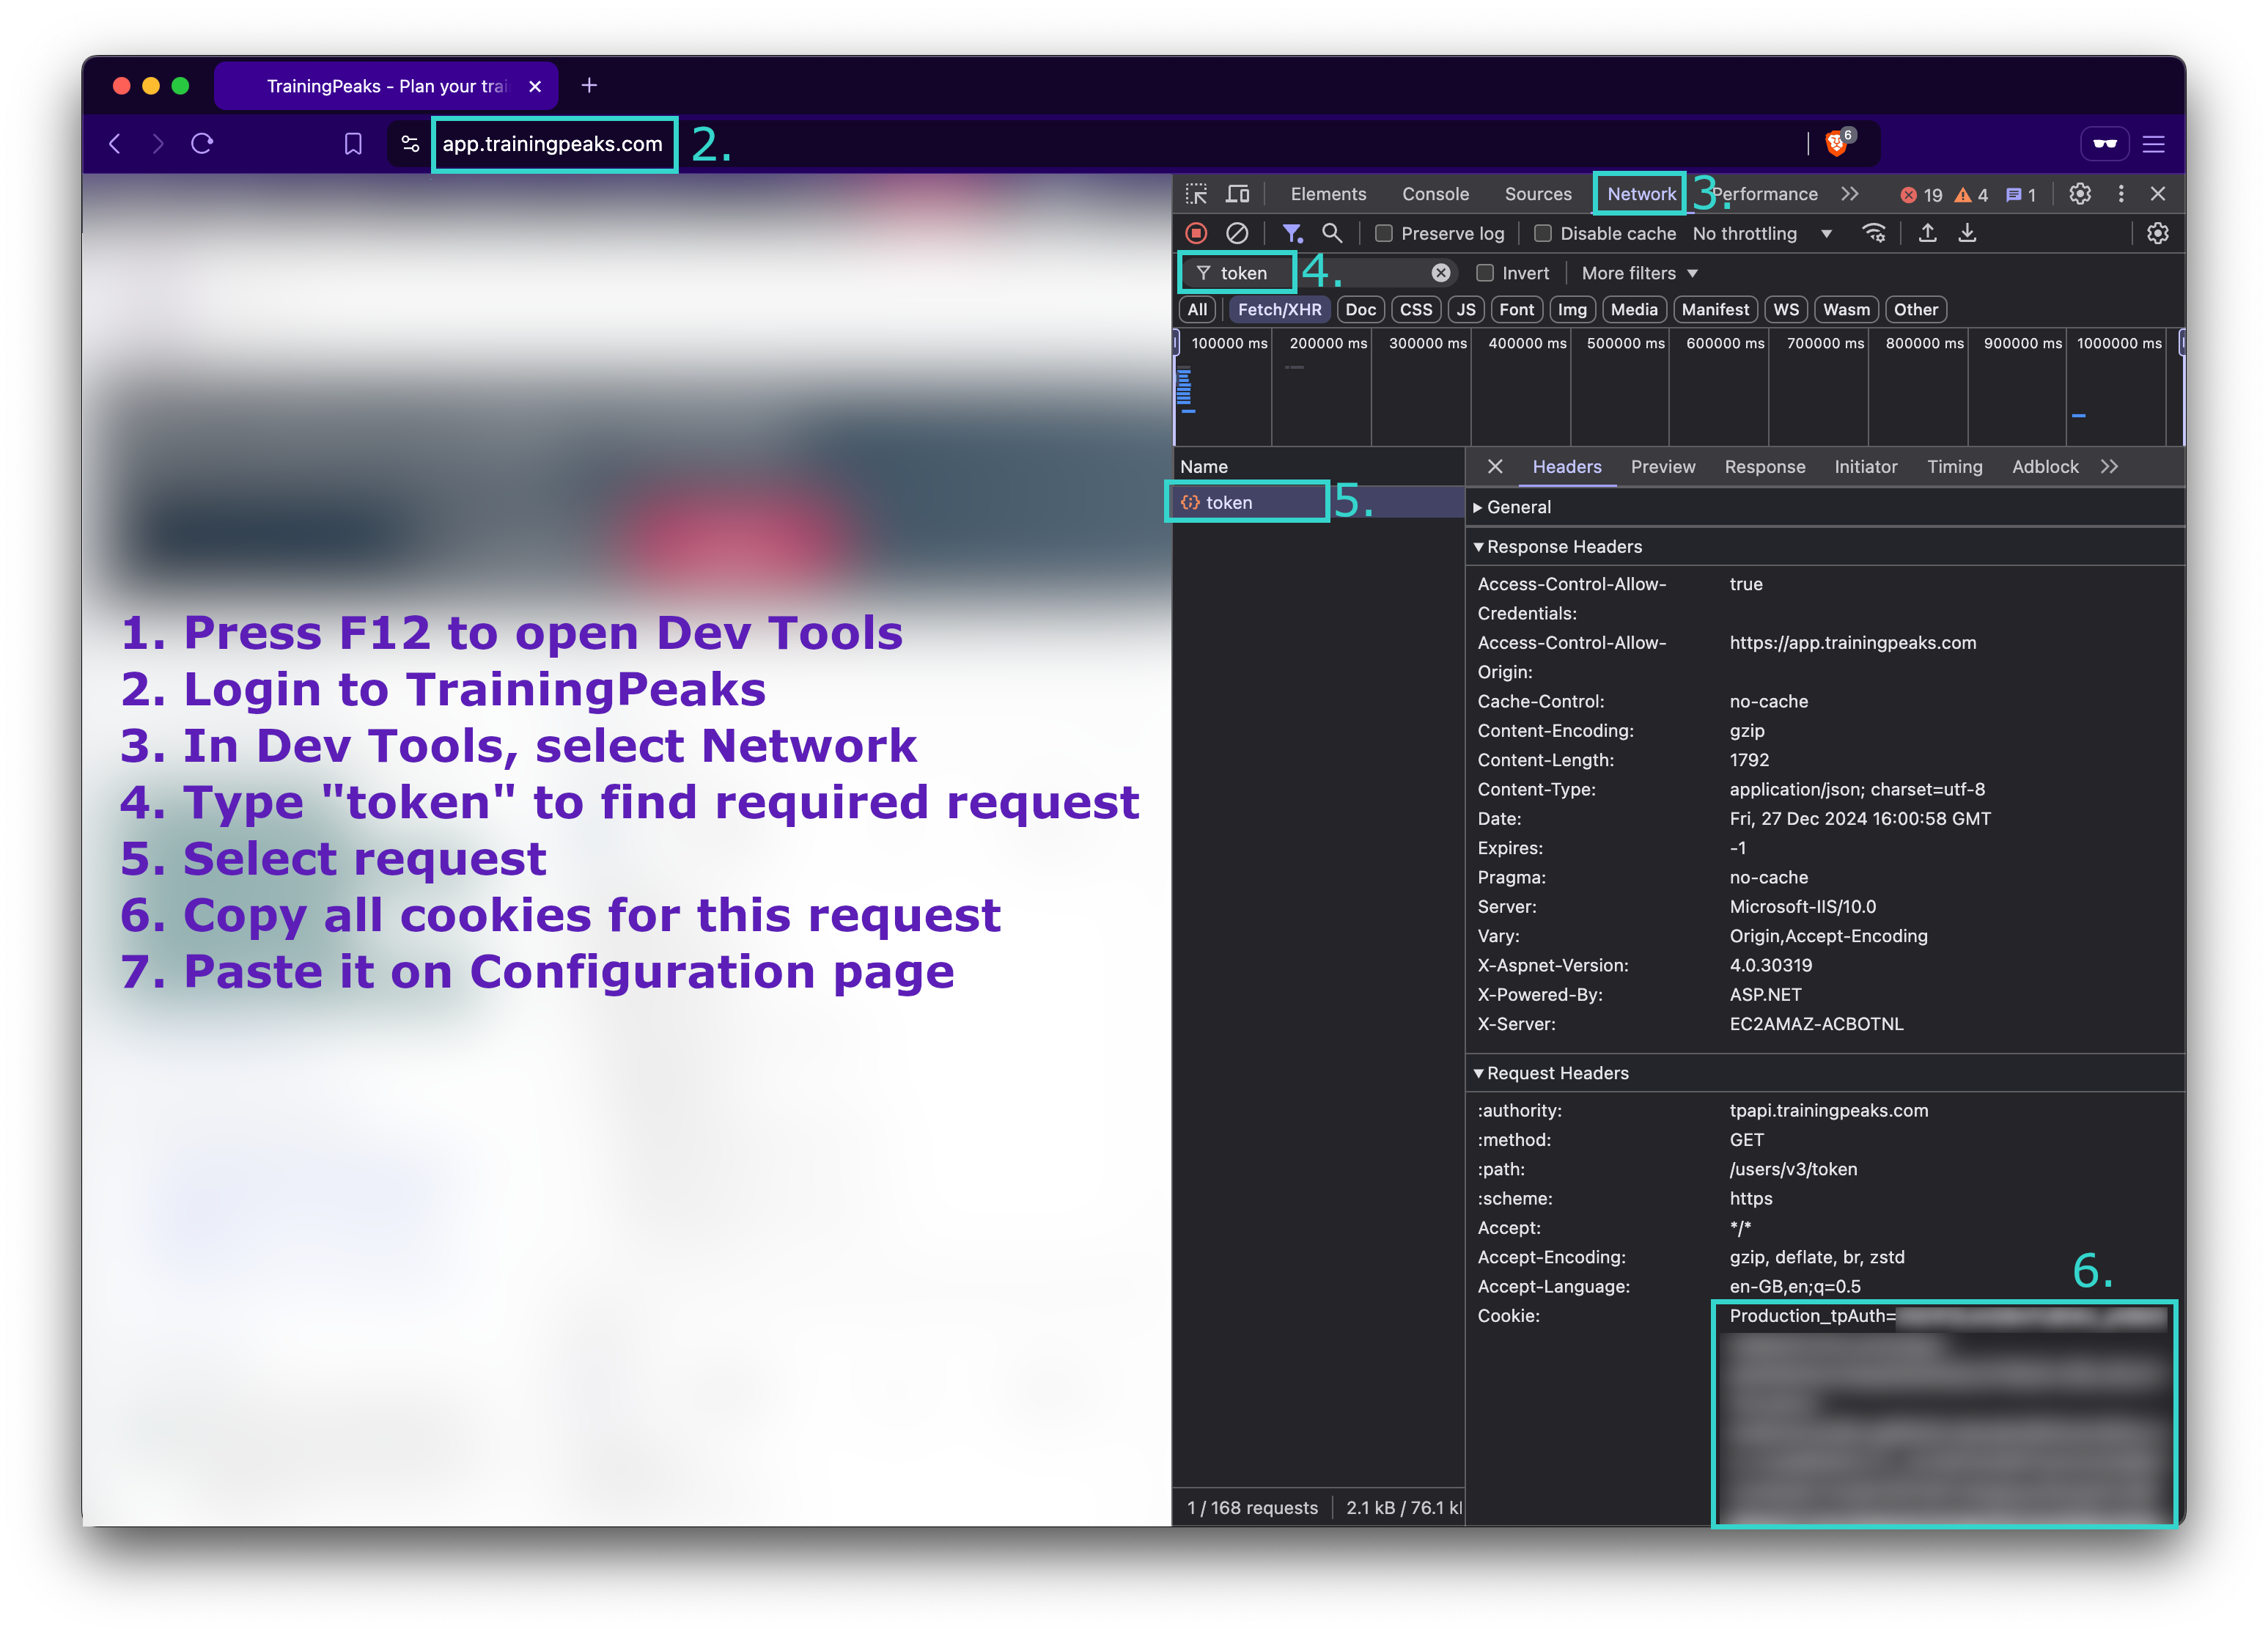 TrainingPeaks - Plan your trai
app.trainingpeaks.com 2.
6
Elements Console Sources Network 3. Performance 19 4 1
Preserve log Disable cache No throttling
token 4. Invert More filters
All Fetch/XHR Doc CSS JS Font Img Media Manifest WS Wasm Other
100000 ms 200000 ms 300000 ms 400000 ms 500000 ms 600000 ms 700000 ms 800000 ms 900000 ms 1000000 ms
Name
token 5.
Headers Preview Response Initiator Timing Adblock
General
Response Headers
Access-Control-Allow- true
Credentials:
Access-Control-Allow- https://app.trainingpeaks.com
Origin:
Cache-Control: no-cache
Content-Encoding: gzip
Content-Length: 1792
Content-Type: application/json; charset=utf-8
Date: Fri, 27 Dec 2024 16:00:58 GMT
Expires: -1
Pragma: no-cache
Server: Microsoft-IIS/10.0
Vary: Origin,Accept-Encoding
X-Aspnet-Version: 4.0.30319
X-Powered-By: ASP.NET
X-Server: EC2AMAZ-ACBOTNL
Request Headers
:authority: tpapi.trainingpeaks.com
:method: GET
:path: /users/v3/token
:scheme: https
Accept: */*
Accept-Encoding: gzip, deflate, br, zstd
Accept-Language: en-GB,en;q=0.5
6.
Cookie: Production_tpAuth=
1 / 168 requests 2.1 kB / 76.1 k
1. Press F12 to open Dev Tools
2. Login to TrainingPeaks
3. In Dev Tools, select Network
4. Type "token" to find required request
5. Select request
6. Copy all cookies for this request
7. Paste it on Configuration page